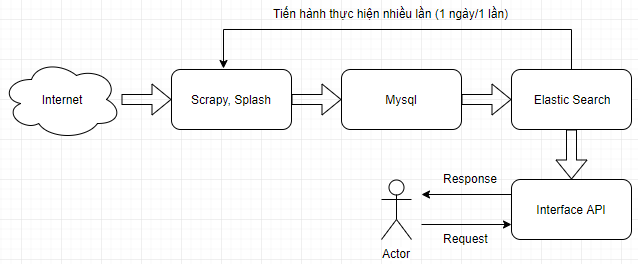 Tiến hành thực hiện nhiều lần (1 ngày/1 lần)
Internet
Scrapy, Splash
Mysql
Elastic Search
Response
Interface API
Request
Actor